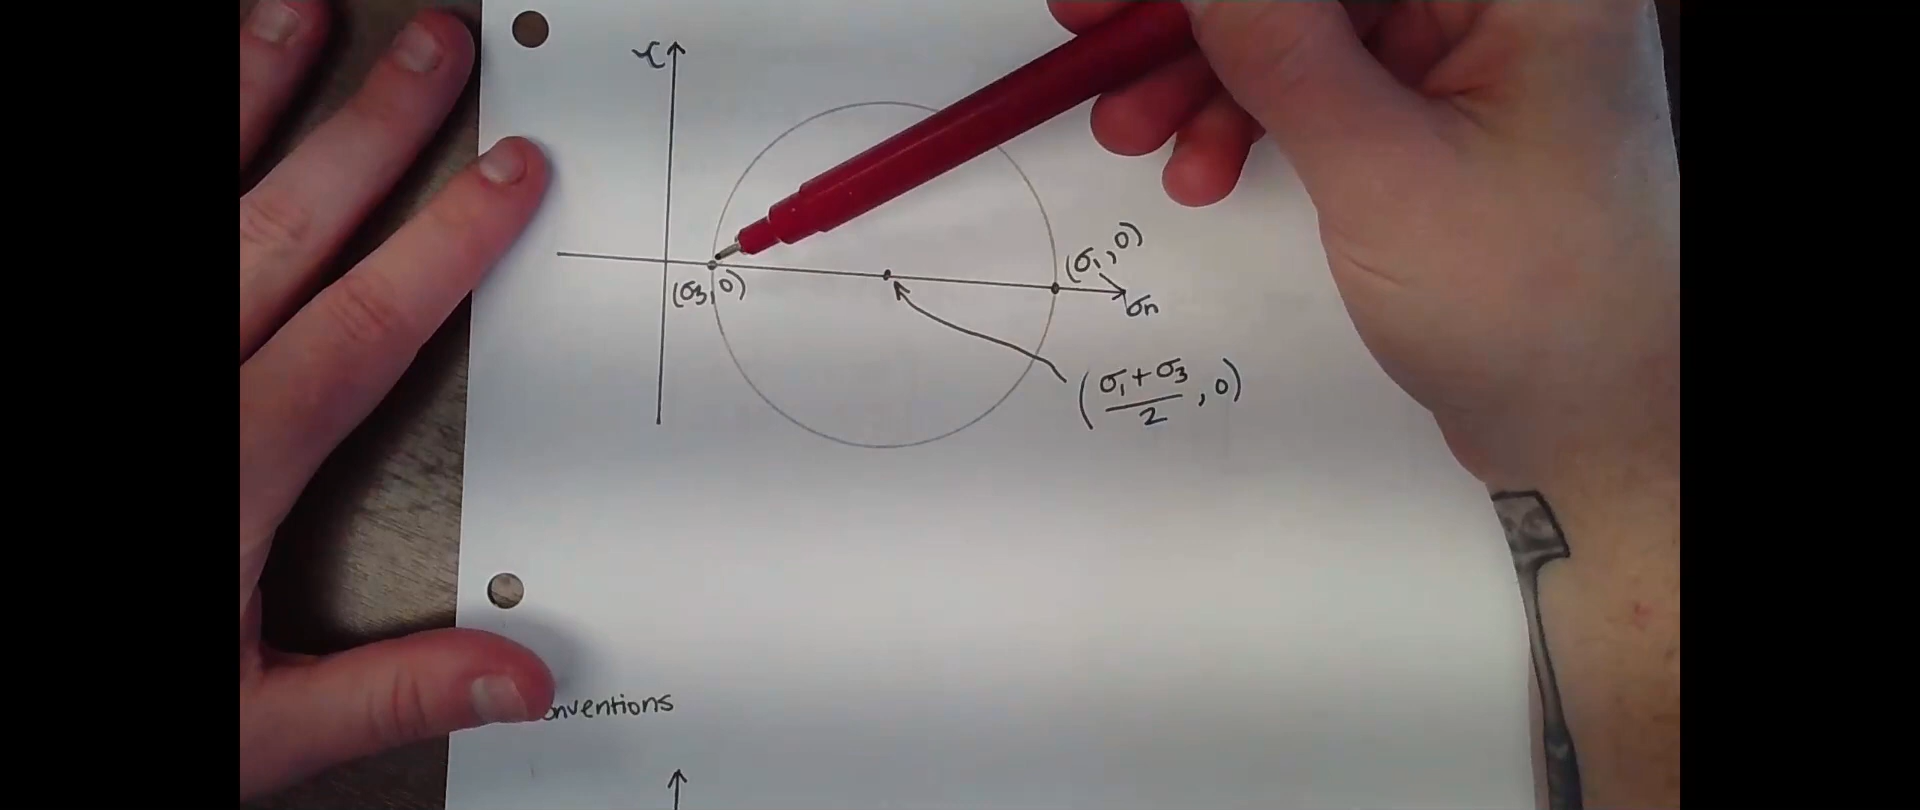 τ
(σ₁,0)
(σ₃,0)
σn
(σ₁+σ₃/2, 0)
onventions